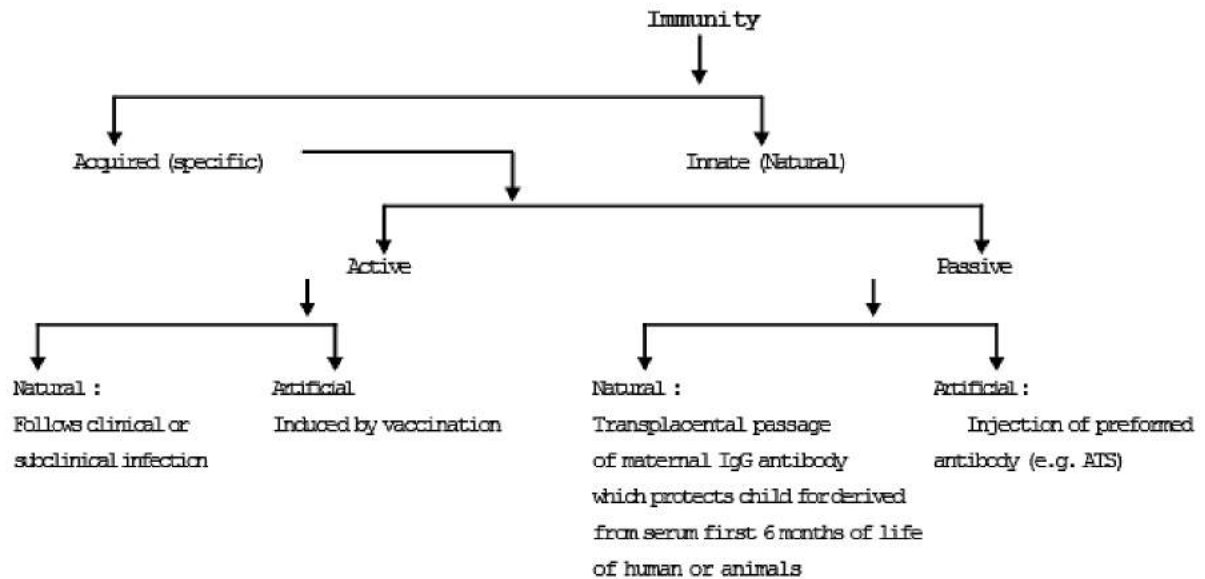 Immunity
Acquired (specific)
Innate (Natural)
Active
Passive
Natural :
Follows clinical or
subclinical infection
Artificial
Induced by vaccination
Natural :
Transplacental passage
of maternal IgG antibody
which protects child for derived
from serum first 6 months of life
of human or animals
Artificial :
Injection of preformed
antibody (e.g. ATS)